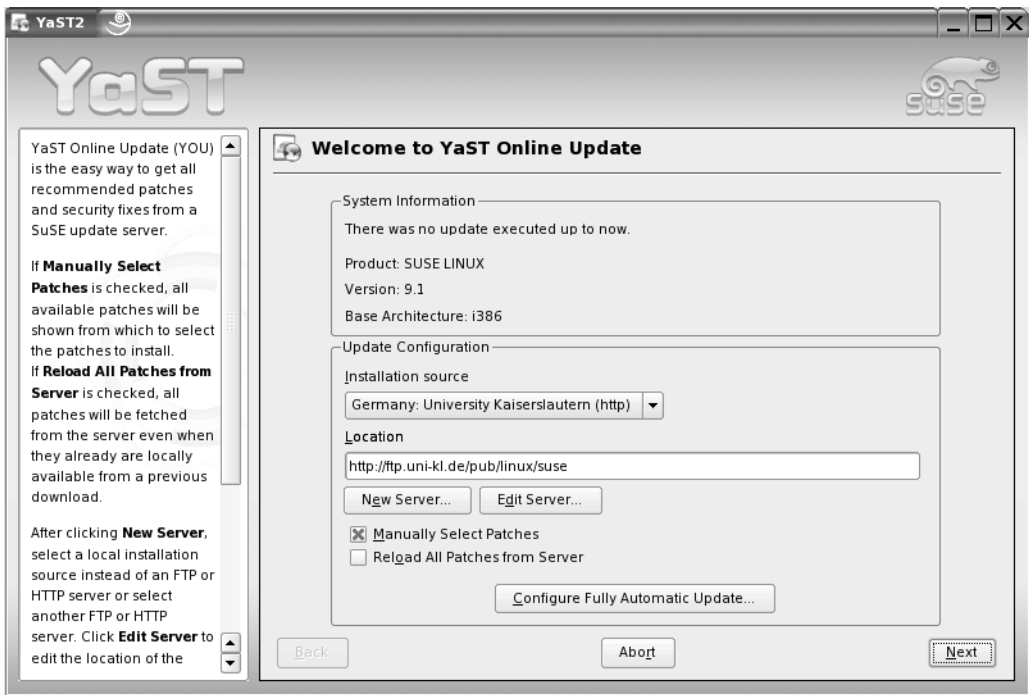 YaST2
YaST
SUSE
YaST Online Update (YOU)
is the easy way to get all
recommended patches
and security fixes from a
SuSE update server.
If Manually Select
Patches is checked, all
available patches will be
shown from which to select
the patches to install.
If Reload All Patches from
Server is checked, all
patches will be fetched
from the server even when
they already are locally
available from a previous
download.
After clicking New Server,
select a local installation
source instead of an FTP or
HTTP server or select
another FTP or HTTP
server. Click Edit Server to
edit the location of the
Welcome to YaST Online Update
System Information
There was no update executed up to now.
Product: SUSE LINUX
Version: 9.1
Base Architecture: i386
Update Configuration
Installation source
Germany: University Kaiserslautern (http)
Location
http://ftp.uni-kl.de/pub/linux/suse
New Server... Edit Server...
Manually Select Patches
Reload All Patches from Server
Configure Fully Automatic Update...
Back Abort Next